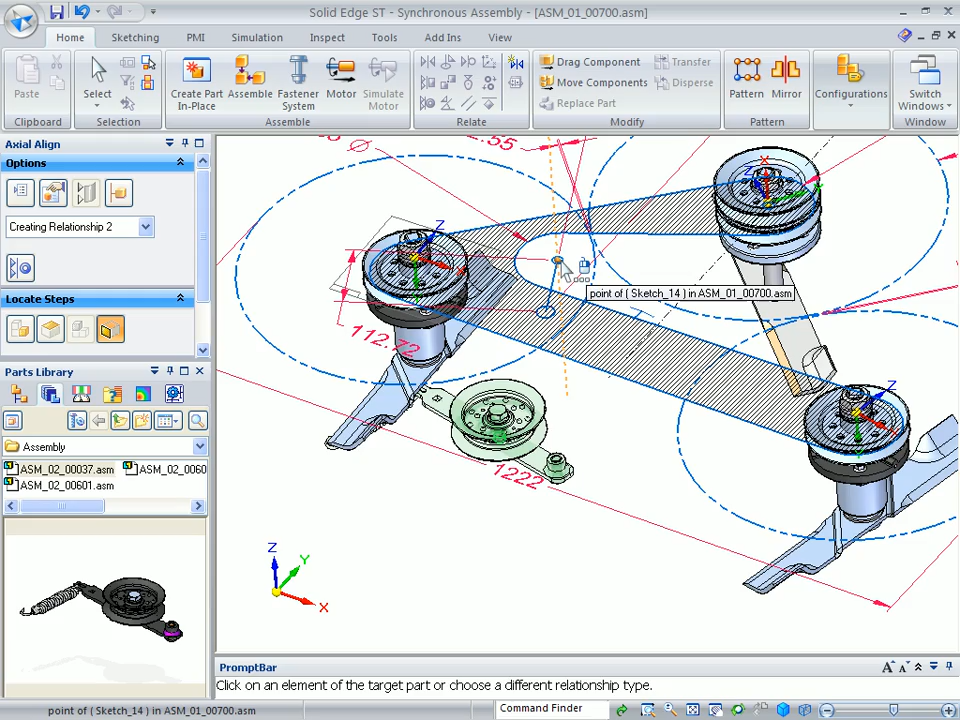 Solid Edge ST - Synchronous Assembly - [ASM_01_00700.asm]
Home Sketching PMI Simulation Inspect Tools Add Ins View
Paste
Clipboard
Select
Selection
Create Part In-Place
Assemble
Fastener System
Motor
Simulate Motor
Assemble
Relate
Drag Component
Move Components
Replace Part
Transfer
Disperse
Modify
Pattern
Mirror
Pattern
Configurations
Switch Windows
Window
Axial Align
Options
Creating Relationship 2
Locate Steps
Parts Library
Assembly
ASM_02_00037.asm
ASM_02_0060
ASM_02_00601.asm
.55
Z
X
Y
Z
X
point of ( Sketch_14 ) in ASM_01_00700.asm
112.72
1222
Z
Z
Y
X
PromptBar
Click on an element of the target part or choose a different relationship type.
point of ( Sketch_14 ) in ASM_01_00700.asm
Command Finder